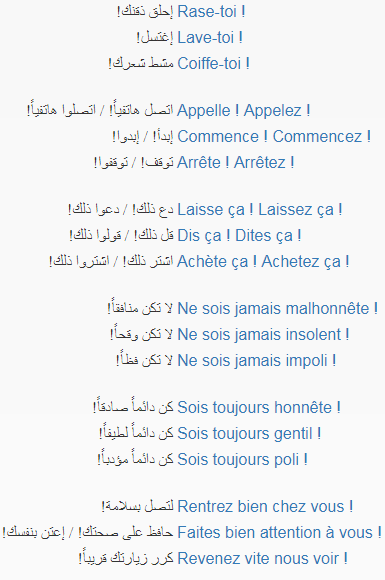 إحلق ذقنك! Rase-toi !
إغتسل! Lave-toi !
مشط شعرك! Coiffe-toi !
اتصل هاتفياً! / اتصلوا هاتفياً! Appelle ! Appelez !
إبدأ! / إبدوا! Commence ! Commencez !
توقف! / توقفوا! Arrête ! Arrêtez !
دع ذلك! / دعوا ذلك! Laisse ça ! Laissez ça !
قل ذلك! / قولوا ذلك! Dis ça ! Dites ça !
اشتر ذلك! / اشتروا ذلك! Achète ça ! Achetez ça !
لا تكن منافقاً! Ne sois jamais malhonnête !
لا تكن وقحاً! Ne sois jamais insolent !
لا تكن فظاً! Ne sois jamais impoli !
كن دائماً صادقاً! Sois toujours honnête !
كن دائماً لطيفاً! Sois toujours gentil !
كن دائماً مؤدباً! Sois toujours poli !
لتصل بسلامة! Rentrez bien chez vous !
حافظ على صحتك! / إعتن بنفسك! Faites bien attention à vous !
كرر زيارتك قريباً! Revenez vite nous voir !